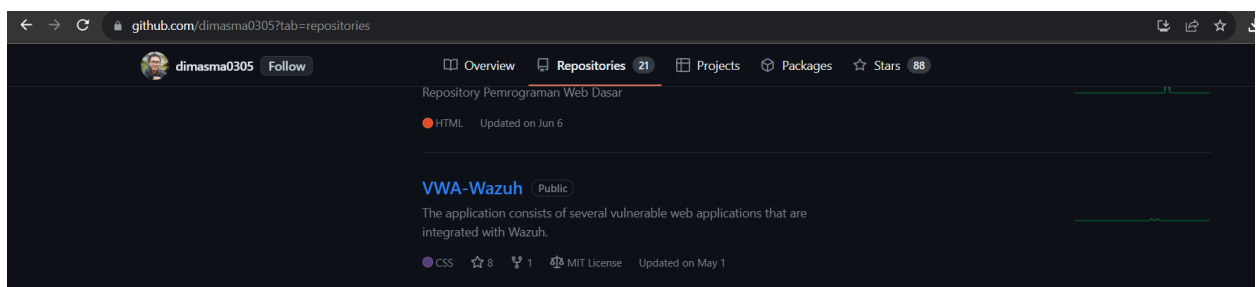 github.com/dimasma0305?tab=repositories
dimasma0305 Follow Overview Repositories 21 Projects Packages Stars 88
Repository Pemrograman Web Dasar
HTML Updated on Jun 6
VWA-Wazuh Public
The application consists of several vulnerable web applications that are
integrated with Wazuh.
CSS 8 1 MIT License Updated on May 1